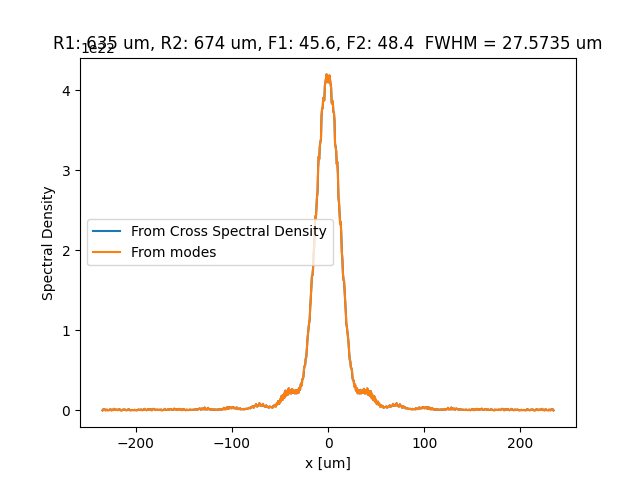 R1: 635 um, R2: 674 um, F1: 45.6, F2: 48.4  FWHM = 27.5735 um
1e22
4
3
2
1
0
Spectral Density
From Cross Spectral Density
From modes
−200
−100
0
100
200
x [um]